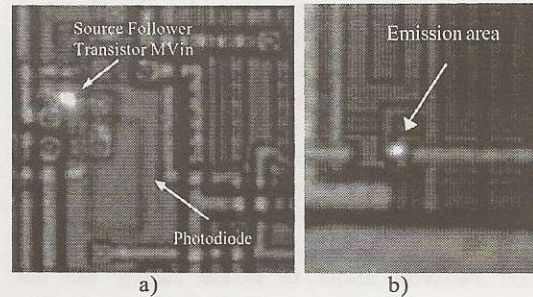 Source Follower
Transistor MVin
Photodiode
Emission area
a)
b)